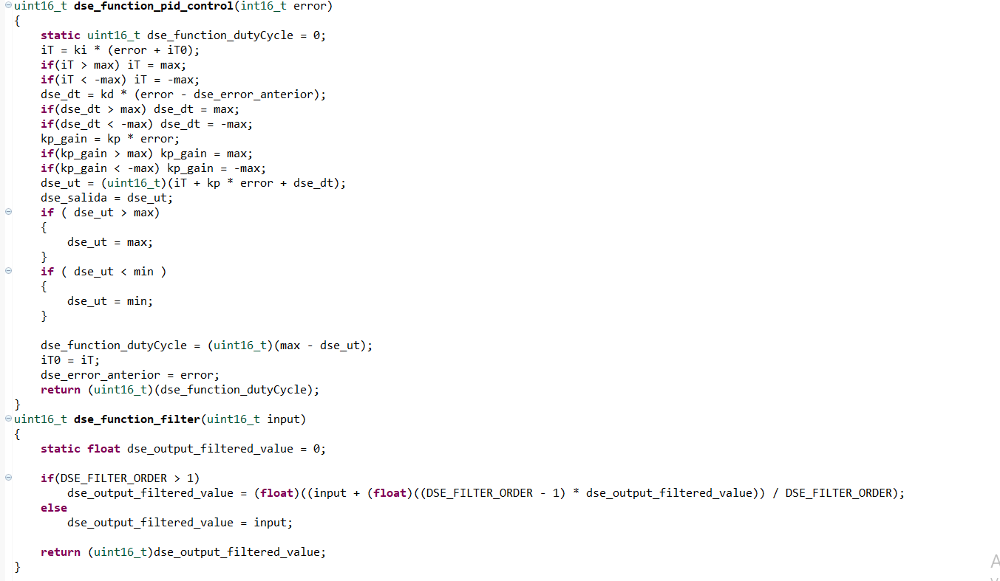 uint16_t dse_function_pid_control(int16_t error)
{
    static uint16_t dse_function_dutyCycle = 0;
    iT = ki * (error + iT0);
    if(iT > max) iT = max;
    if(iT < -max) iT = -max;
    dse_dt = kd * (error - dse_error_anterior);
    if(dse_dt > max) dse_dt = max;
    if(dse_dt < -max) dse_dt = -max;
    kp_gain = kp * error;
    if(kp_gain > max) kp_gain = max;
    if(kp_gain < -max) kp_gain = -max;
    dse_ut = (uint16_t)(iT + kp * error + dse_dt);
    dse_salida = dse_ut;
    if ( dse_ut > max)
    {
        dse_ut = max;
    }
    if ( dse_ut < min )
    {
        dse_ut = min;
    }

    dse_function_dutyCycle = (uint16_t)(max - dse_ut);
    iT0 = iT;
    dse_error_anterior = error;
    return (uint16_t)(dse_function_dutyCycle);
}
uint16_t dse_function_filter(uint16_t input)
{
    static float dse_output_filtered_value = 0;

    if(DSE_FILTER_ORDER > 1)
        dse_output_filtered_value = (float)((input + (float)((DSE_FILTER_ORDER - 1) * dse_output_filtered_value)) / DSE_FILTER_ORDER);
    else
        dse_output_filtered_value = input;

    return (uint16_t)dse_output_filtered_value;
}